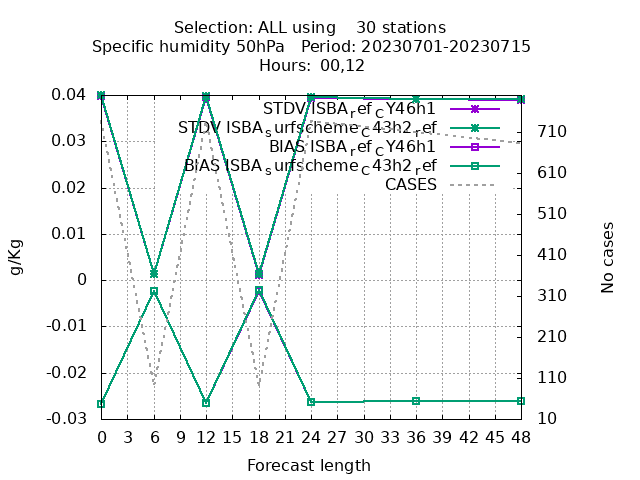 Selection: ALL using 30 stations
Specific humidity 50hPa Period: 20230701-20230715
Hours: 00,12
STDV ISBA_ref_CY46h1
STDV ISBA_surfscheme_C43h2_ref
BIAS ISBA_ref_CY46h1
BIAS ISBA_surfscheme_C43h2_ref
CASES
0.04
0.03
0.02
0.01
0
-0.01
-0.02
-0.03
g/Kg
710
610
510
410
310
210
110
10
No cases
0 3 6 9 12 15 18 21 24 27 30 33 36 39 42 45 48
Forecast length